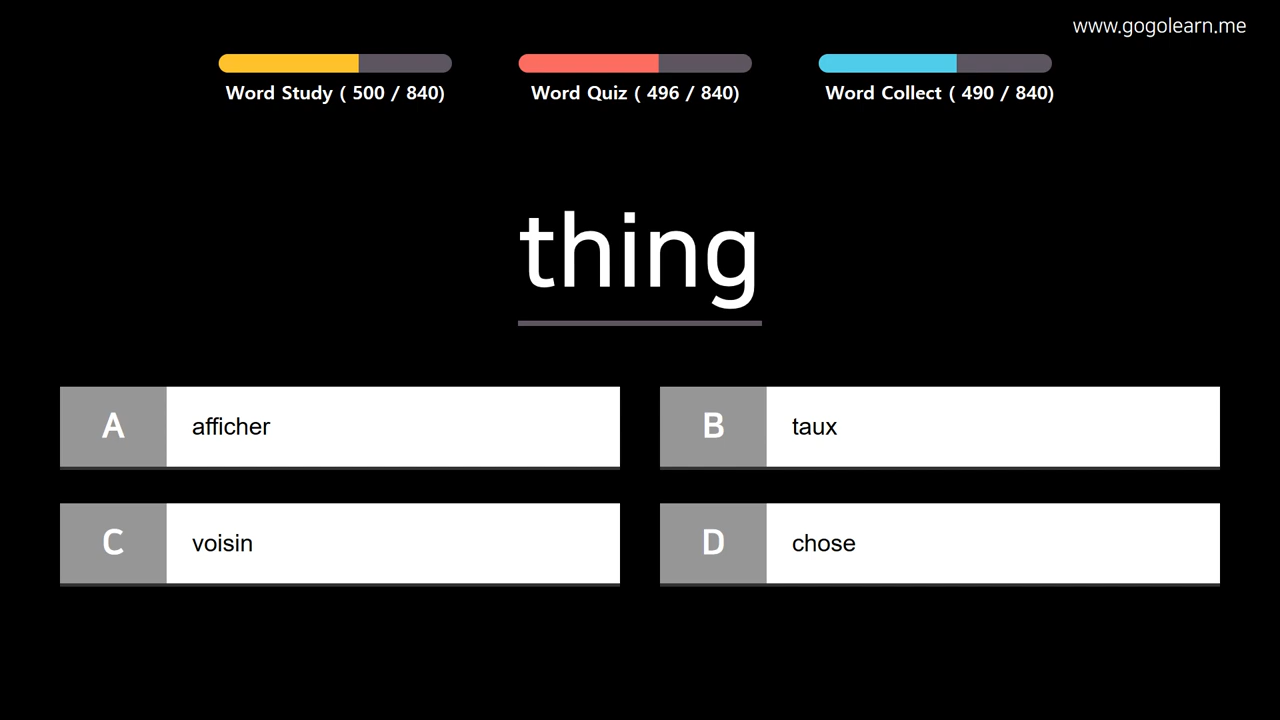 www.gogolearn.me
Word Study ( 500 / 840)
Word Quiz ( 496 / 840)
Word Collect ( 490 / 840)
thing
A afficher
B taux
C voisin
D chose